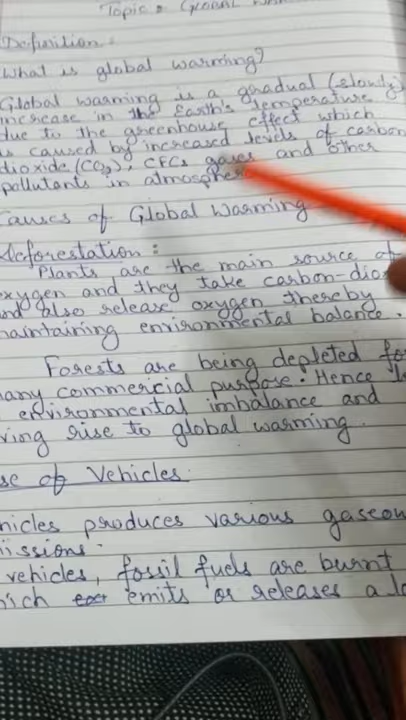 Topic : Global
Definition :
What is global warming?
Global warming is a gradual (slowly)
increase in the Earth's temperature
due to the greenhouse effect which
is caused by increased levels of carbon
dioxide (CO₂), CFCs gases and other
pollutants in atmosphere
Causes of Global Warming
Deforestation :
Plants are the main source of
oxygen and they take carbon-diox
and also release oxygen thereby
maintaining environmental balance.
Forests are being depleted for
many commercial purpose. Hence
environmental imbalance and
ving rise to global warming.
se of Vehicles
hicles produces various gaseou
issions.
vehicles, fossil fuels are burnt
hich emits or releases a lo